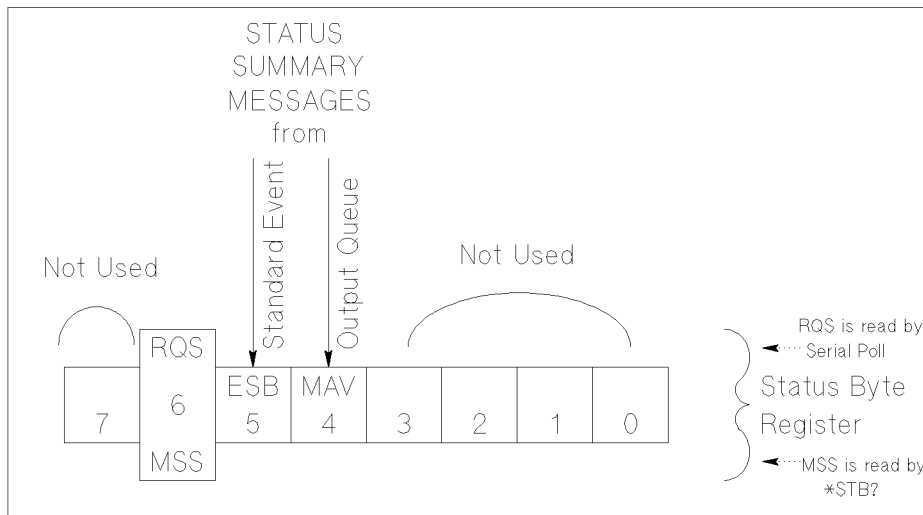 STATUS
SUMMARY
MESSAGES
from
Standard Event
Output Queue
Not Used
Not Used
RQS is read by
Serial Poll
RQS
ESB
MAV
Status Byte
7
6
5
4
3
2
1
0
Register
MSS
MSS is read by
*STB?